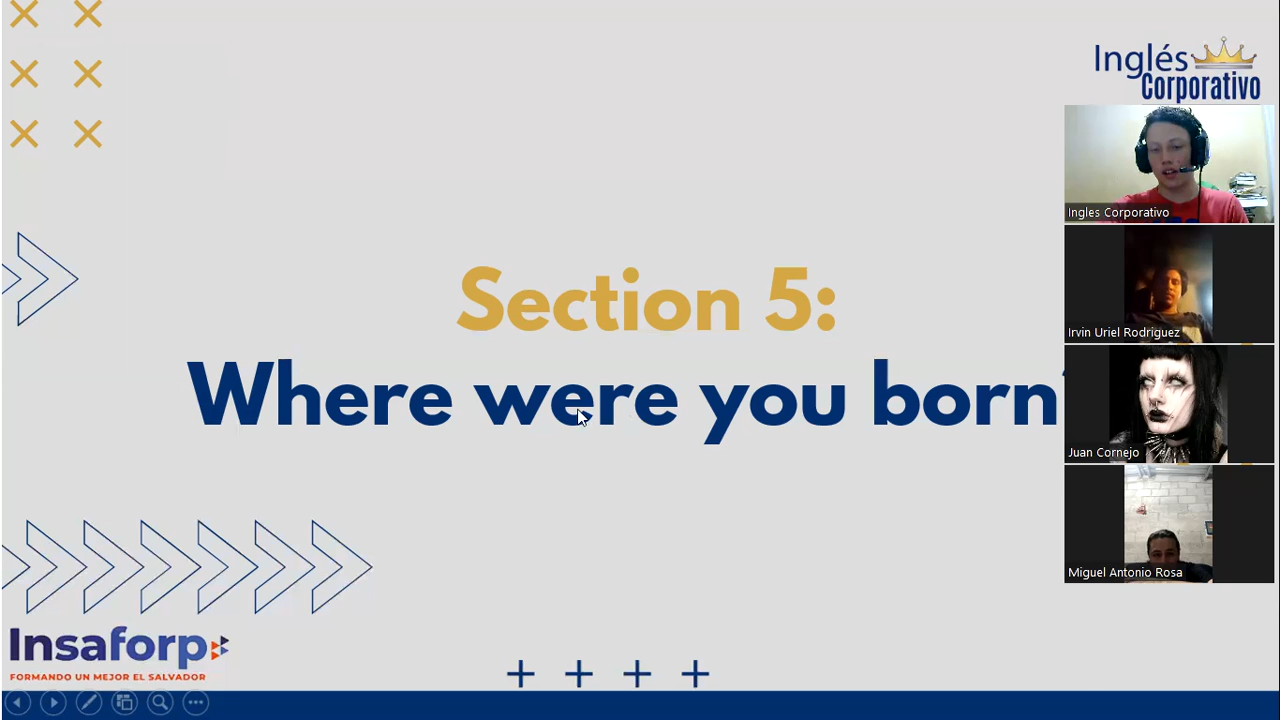 Inglés
Corporativo
Ingles Corporativo
Irvin Uriel Rodríguez
Juan Cornejo
Miguel Antonio Rosa
Section 5:
Where were you born?
Insaforp
FORMANDO UN MEJOR EL SALVADOR